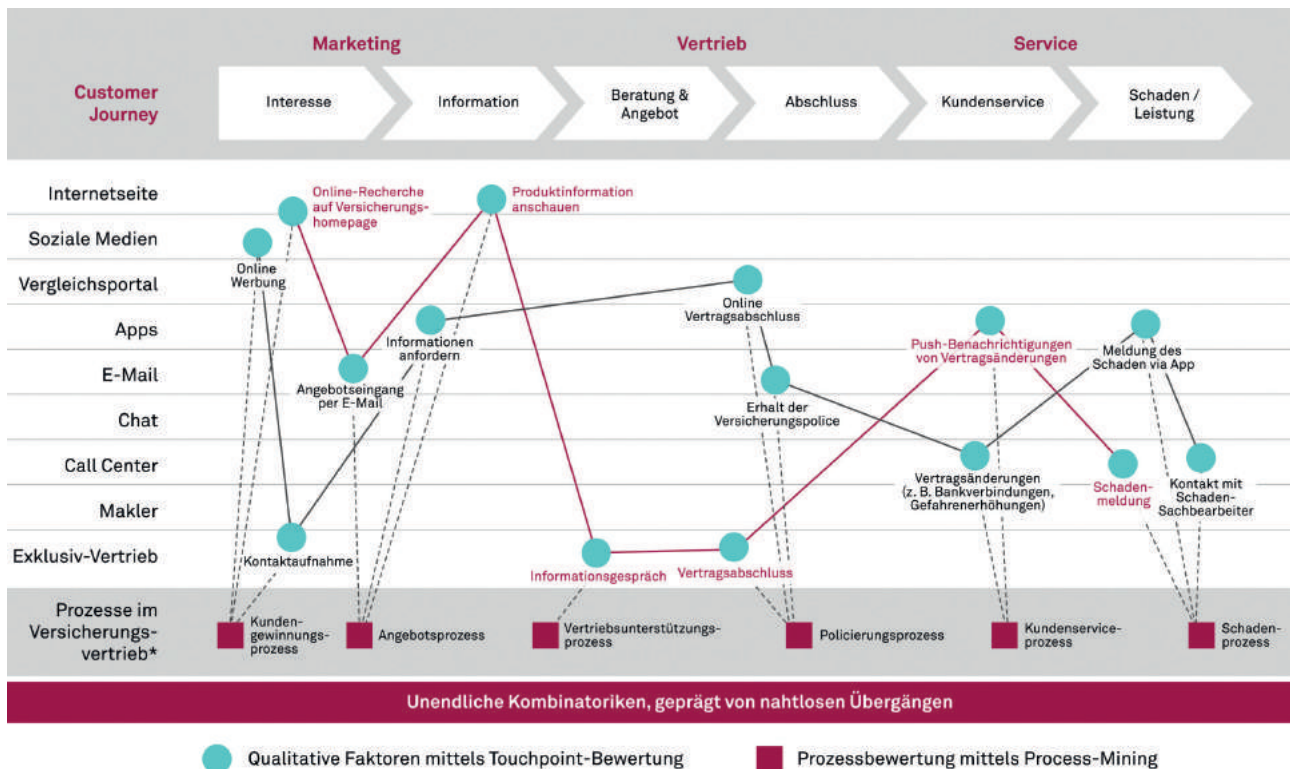 Marketing
Vertrieb
Service
Customer
Journey
Interesse
Information
Beratung &
Angebot
Abschluss
Kundenservice
Schaden /
Leistung
Internetseite
Online-Recherche
auf Versicherungs-
homepage
Produktinformation
anschauen
Soziale Medien
Online
Werbung
Vergleichsportal
Online
Vertragsabschluss
Apps
Informationen
anfordern
Push-Benachrichtigungen
von Vertragsänderungen
Meldung des
Schaden via App
E-Mail
Angebotseingang
per E-Mail
Erhalt der
Versicherungspolice
Chat
Call Center
Vertragsänderungen
(z. B. Bankverbindungen,
Gefahrenerhöhungen)
Schaden-
meldung
Kontakt mit
Schaden-
Sachbearbeiter
Makler
Exklusiv-Vertrieb
Kontaktaufnahme
Informationsgespräch
Vertragsabschluss
Prozesse im
Versicherungs-
vertrieb*
Kunden-
gewinnungs-
prozess
Angebotsprozess
Vertriebsunterstützungs-
prozess
Policierungsprozess
Kundenservice-
prozess
Schaden-
prozess
Unendliche Kombinatoriken, geprägt von nahtlosen Übergängen
Qualitative Faktoren mittels Touchpoint-Bewertung
Prozessbewertung mittels Process-Mining